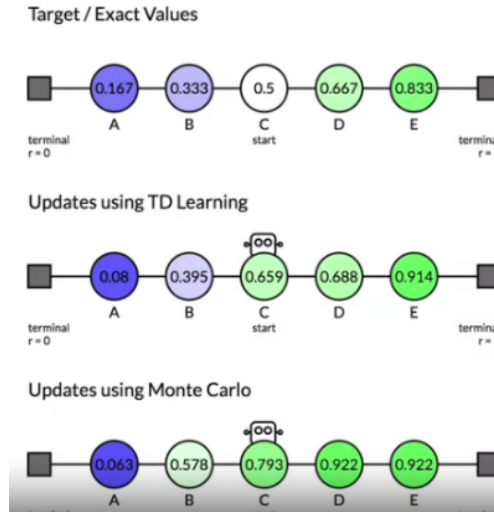 Target / Exact Values
0.167 0.333 0.5 0.667 0.833
A B C D E
terminal start
r = 0 r =
Updates using TD Learning
0.08 0.395 0.659 0.688 0.914
A B C D E
terminal start
r = 0 r =
Updates using Monte Carlo
0.063 0.578 0.793 0.922 0.922
A B C D E